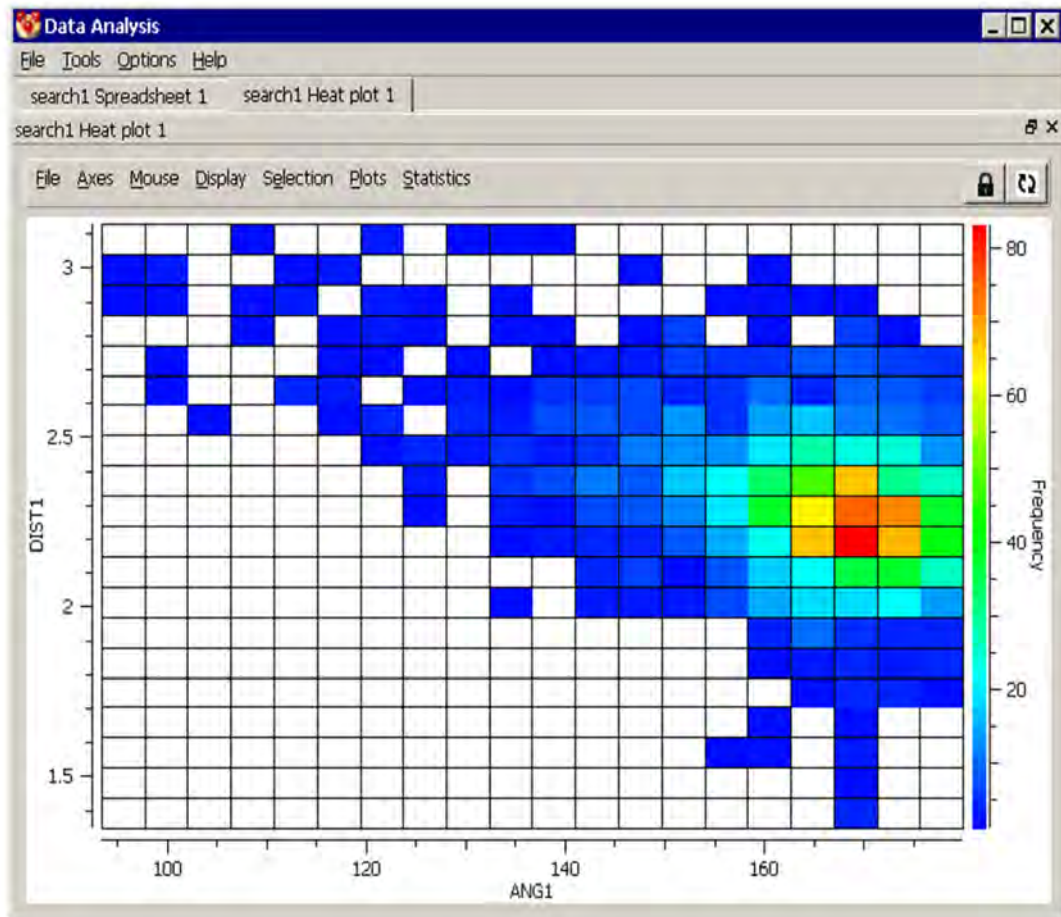 Data Analysis
File Tools Options Help
search1 Spreadsheet 1 search1 Heat plot 1
search1 Heat plot 1
File Axes Mouse Display Selection Plots Statistics
3
2.5
2
1.5
DIST1
100 120 140 160
ANG1
80
60
40
20
Frequency